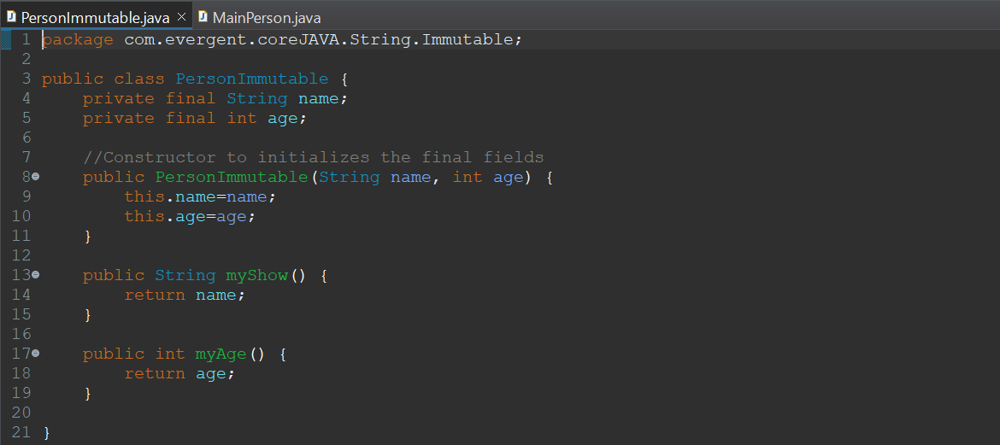 PersonImmutable.java × MainPerson.java
1 package com.evergent.coreJAVA.String.Immutable;
2
3 public class PersonImmutable {
4     private final String name;
5     private final int age;
6
7     //Constructor to initializes the final fields
8     public PersonImmutable(String name, int age) {
9         this.name=name;
10         this.age=age;
11     }
12
13     public String myShow() {
14         return name;
15     }
16
17     public int myAge() {
18         return age;
19     }
20
21 }